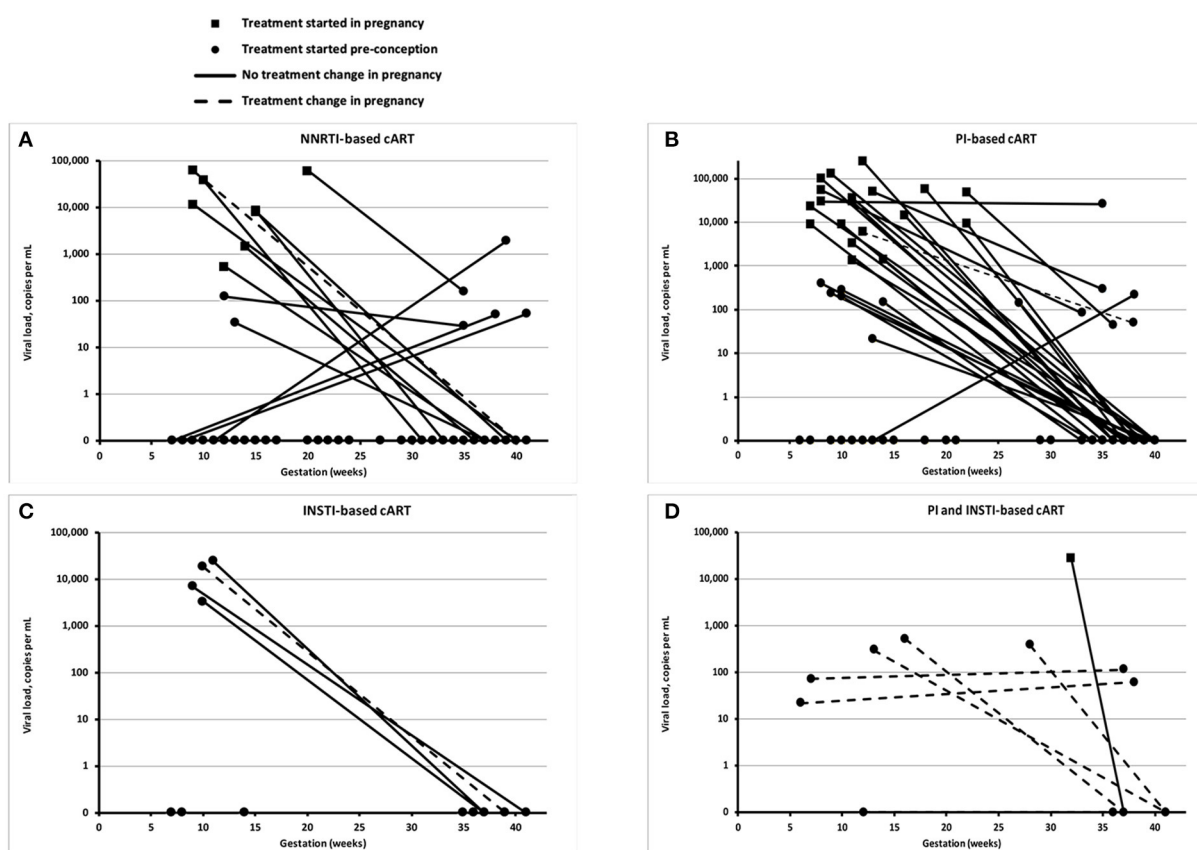 Treatment started in pregnancy
Treatment started pre-conception
No treatment change in pregnancy
Treatment change in pregnancy
A
NNRTI-based cART
Viral load, copies per mL
100,000
10,000
1,000
100
10
1
0
0 5 10 15 20 25 30 35 40
Gestation (weeks)
B
PI-based cART
Viral load, copies per mL
100,000
10,000
1,000
100
10
1
0
0 5 10 15 20 25 30 35 40
Gestation (weeks)
C
INSTI-based cART
Viral load, copies per mL
100,000
10,000
1,000
100
10
1
0
0 5 10 15 20 25 30 35 40
Gestation (weeks)
D
PI and INSTI-based cART
Viral load, copies per mL
100,000
10,000
1,000
100
10
1
0
0 5 10 15 20 25 30 35 40
Gestation (weeks)